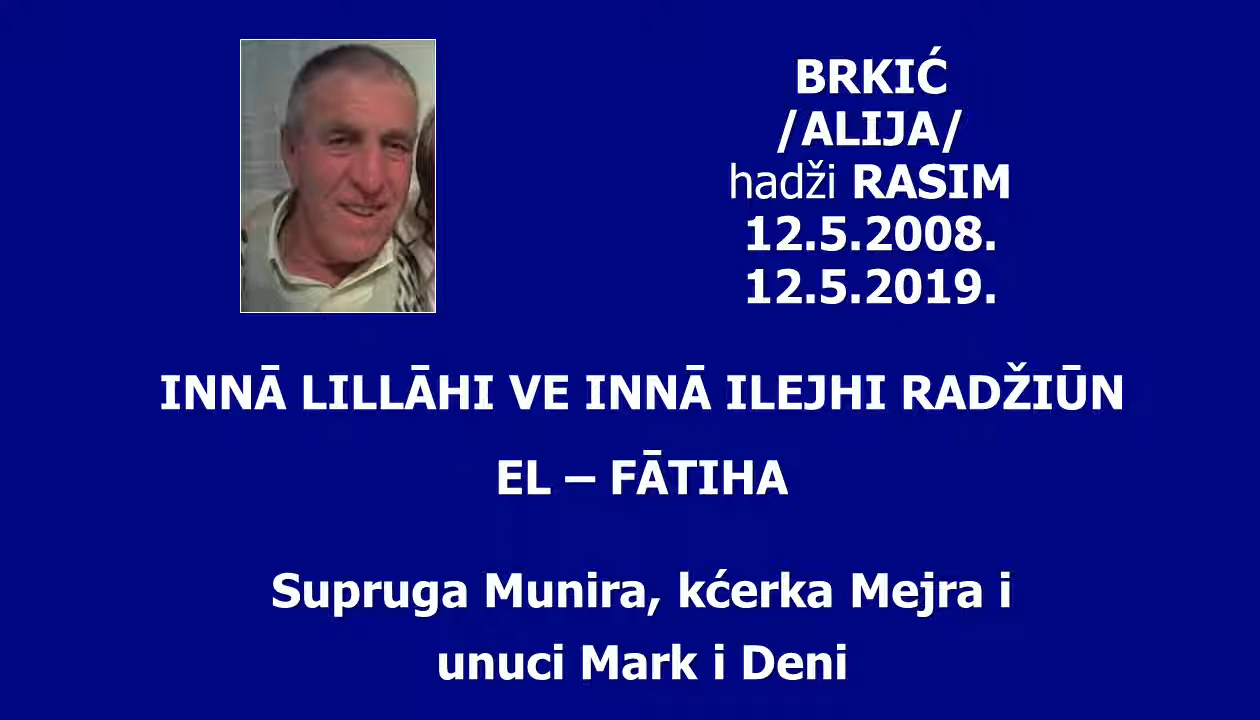 BRKIĆ
/ALIJA/
hadži RASIM
12.5.2008.
12.5.2019.
INNĀ LILLĀHI VE INNĀ ILEJHI RADŽIŪN
EL – FĀTIHA
Supruga Munira, kćerka Mejra i
unuci Mark i Deni